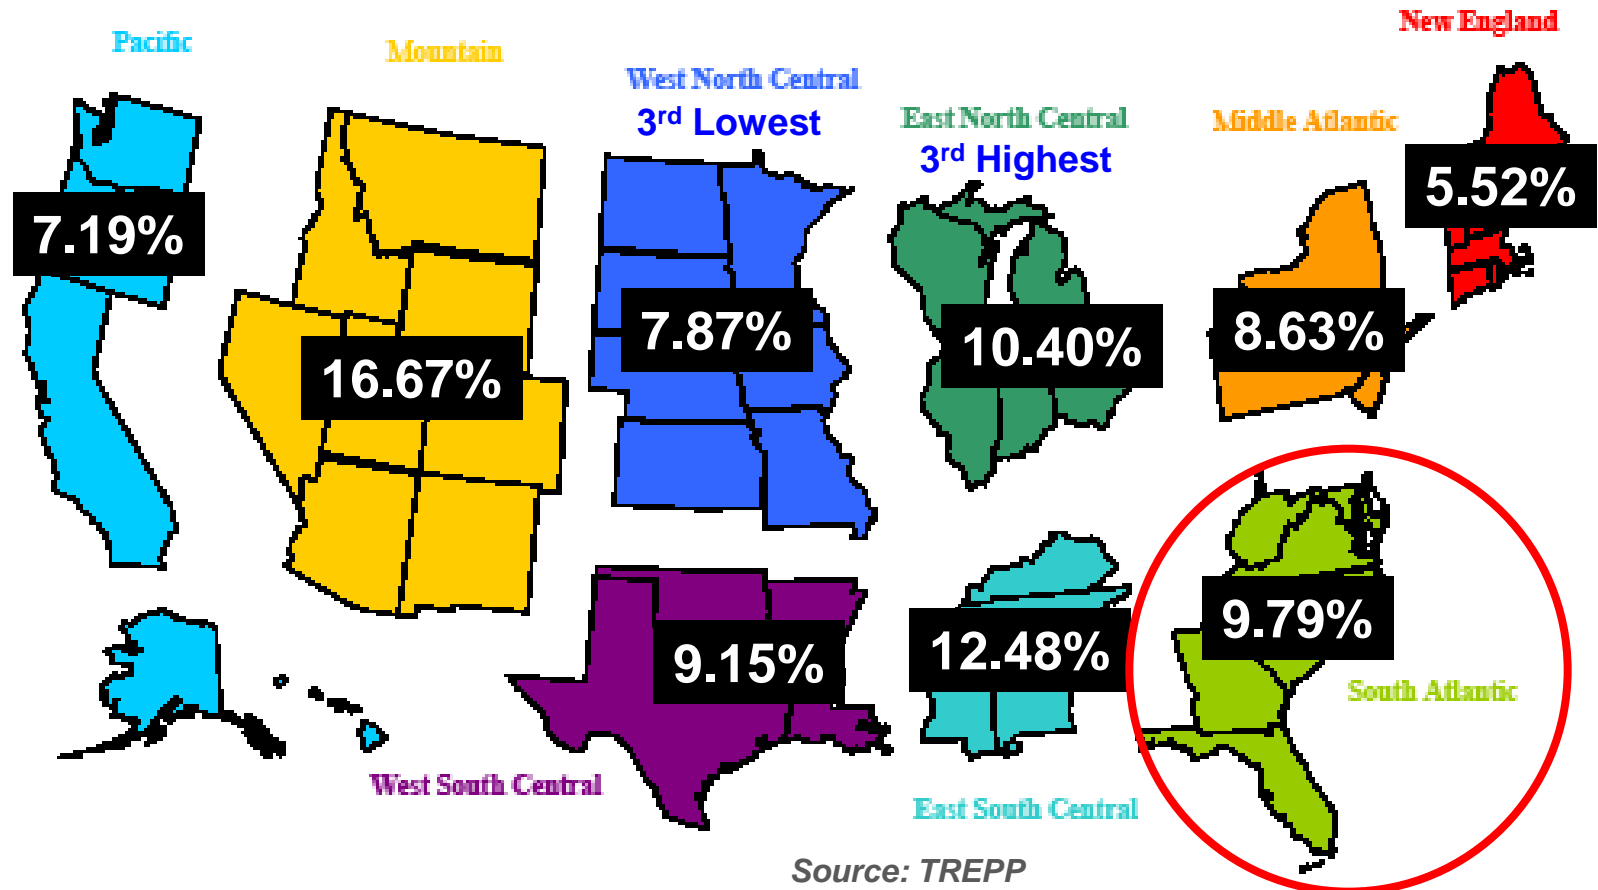 New England
Pacific
Mountain
West North Central
3rd Lowest
East North Central
3rd Highest
Middle Atlantic
5.52%
7.19%
7.87%
10.40%
8.63%
16.67%
9.79%
9.15%
12.48%
South Atlantic
West South Central
East South Central
Source: TREPP